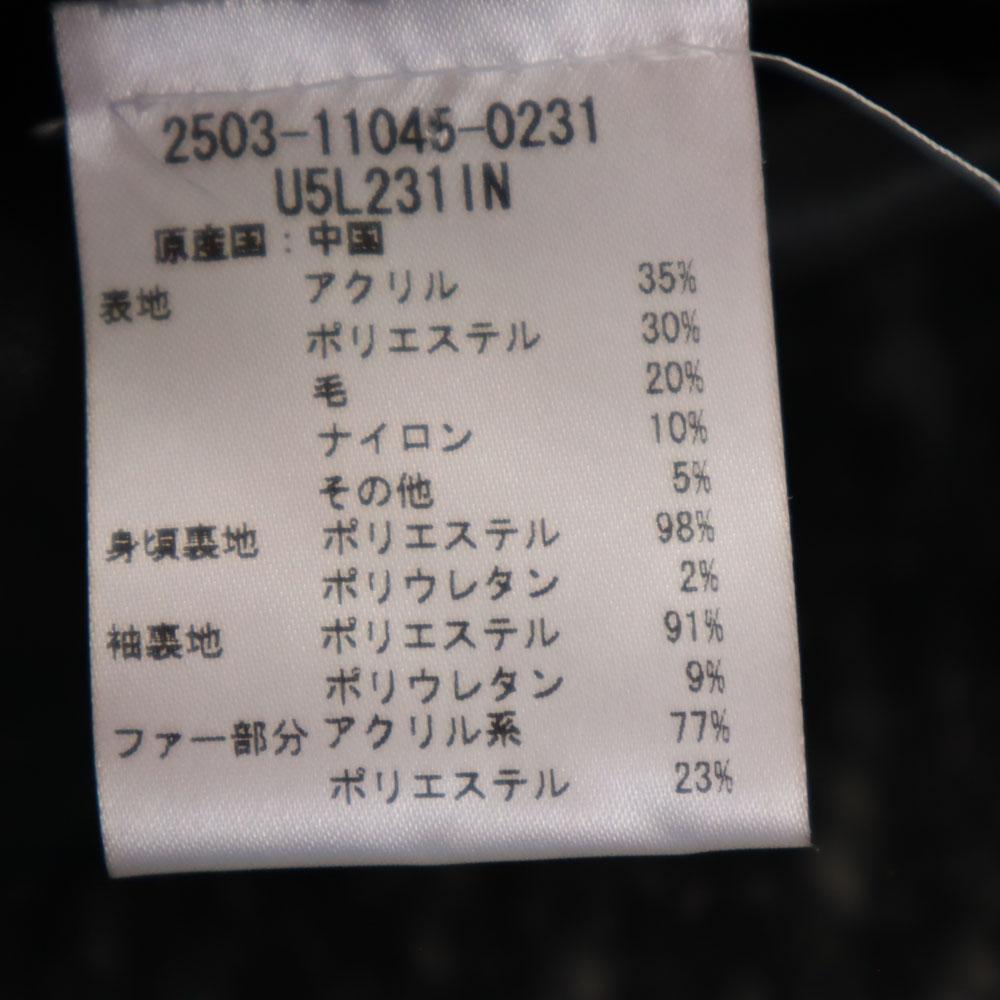 2503-11045-0231
U5L231IN
原産国：中国
表地 アクリル 35%
ポリエステル 30%
毛 20%
ナイロン 10%
その他 5%
身頃裏地 ポリエステル 98%
ポリウレタン 2%
袖裏地 ポリエステル 91%
ポリウレタン 9%
ファー部分 アクリル系 77%
ポリエステル 23%